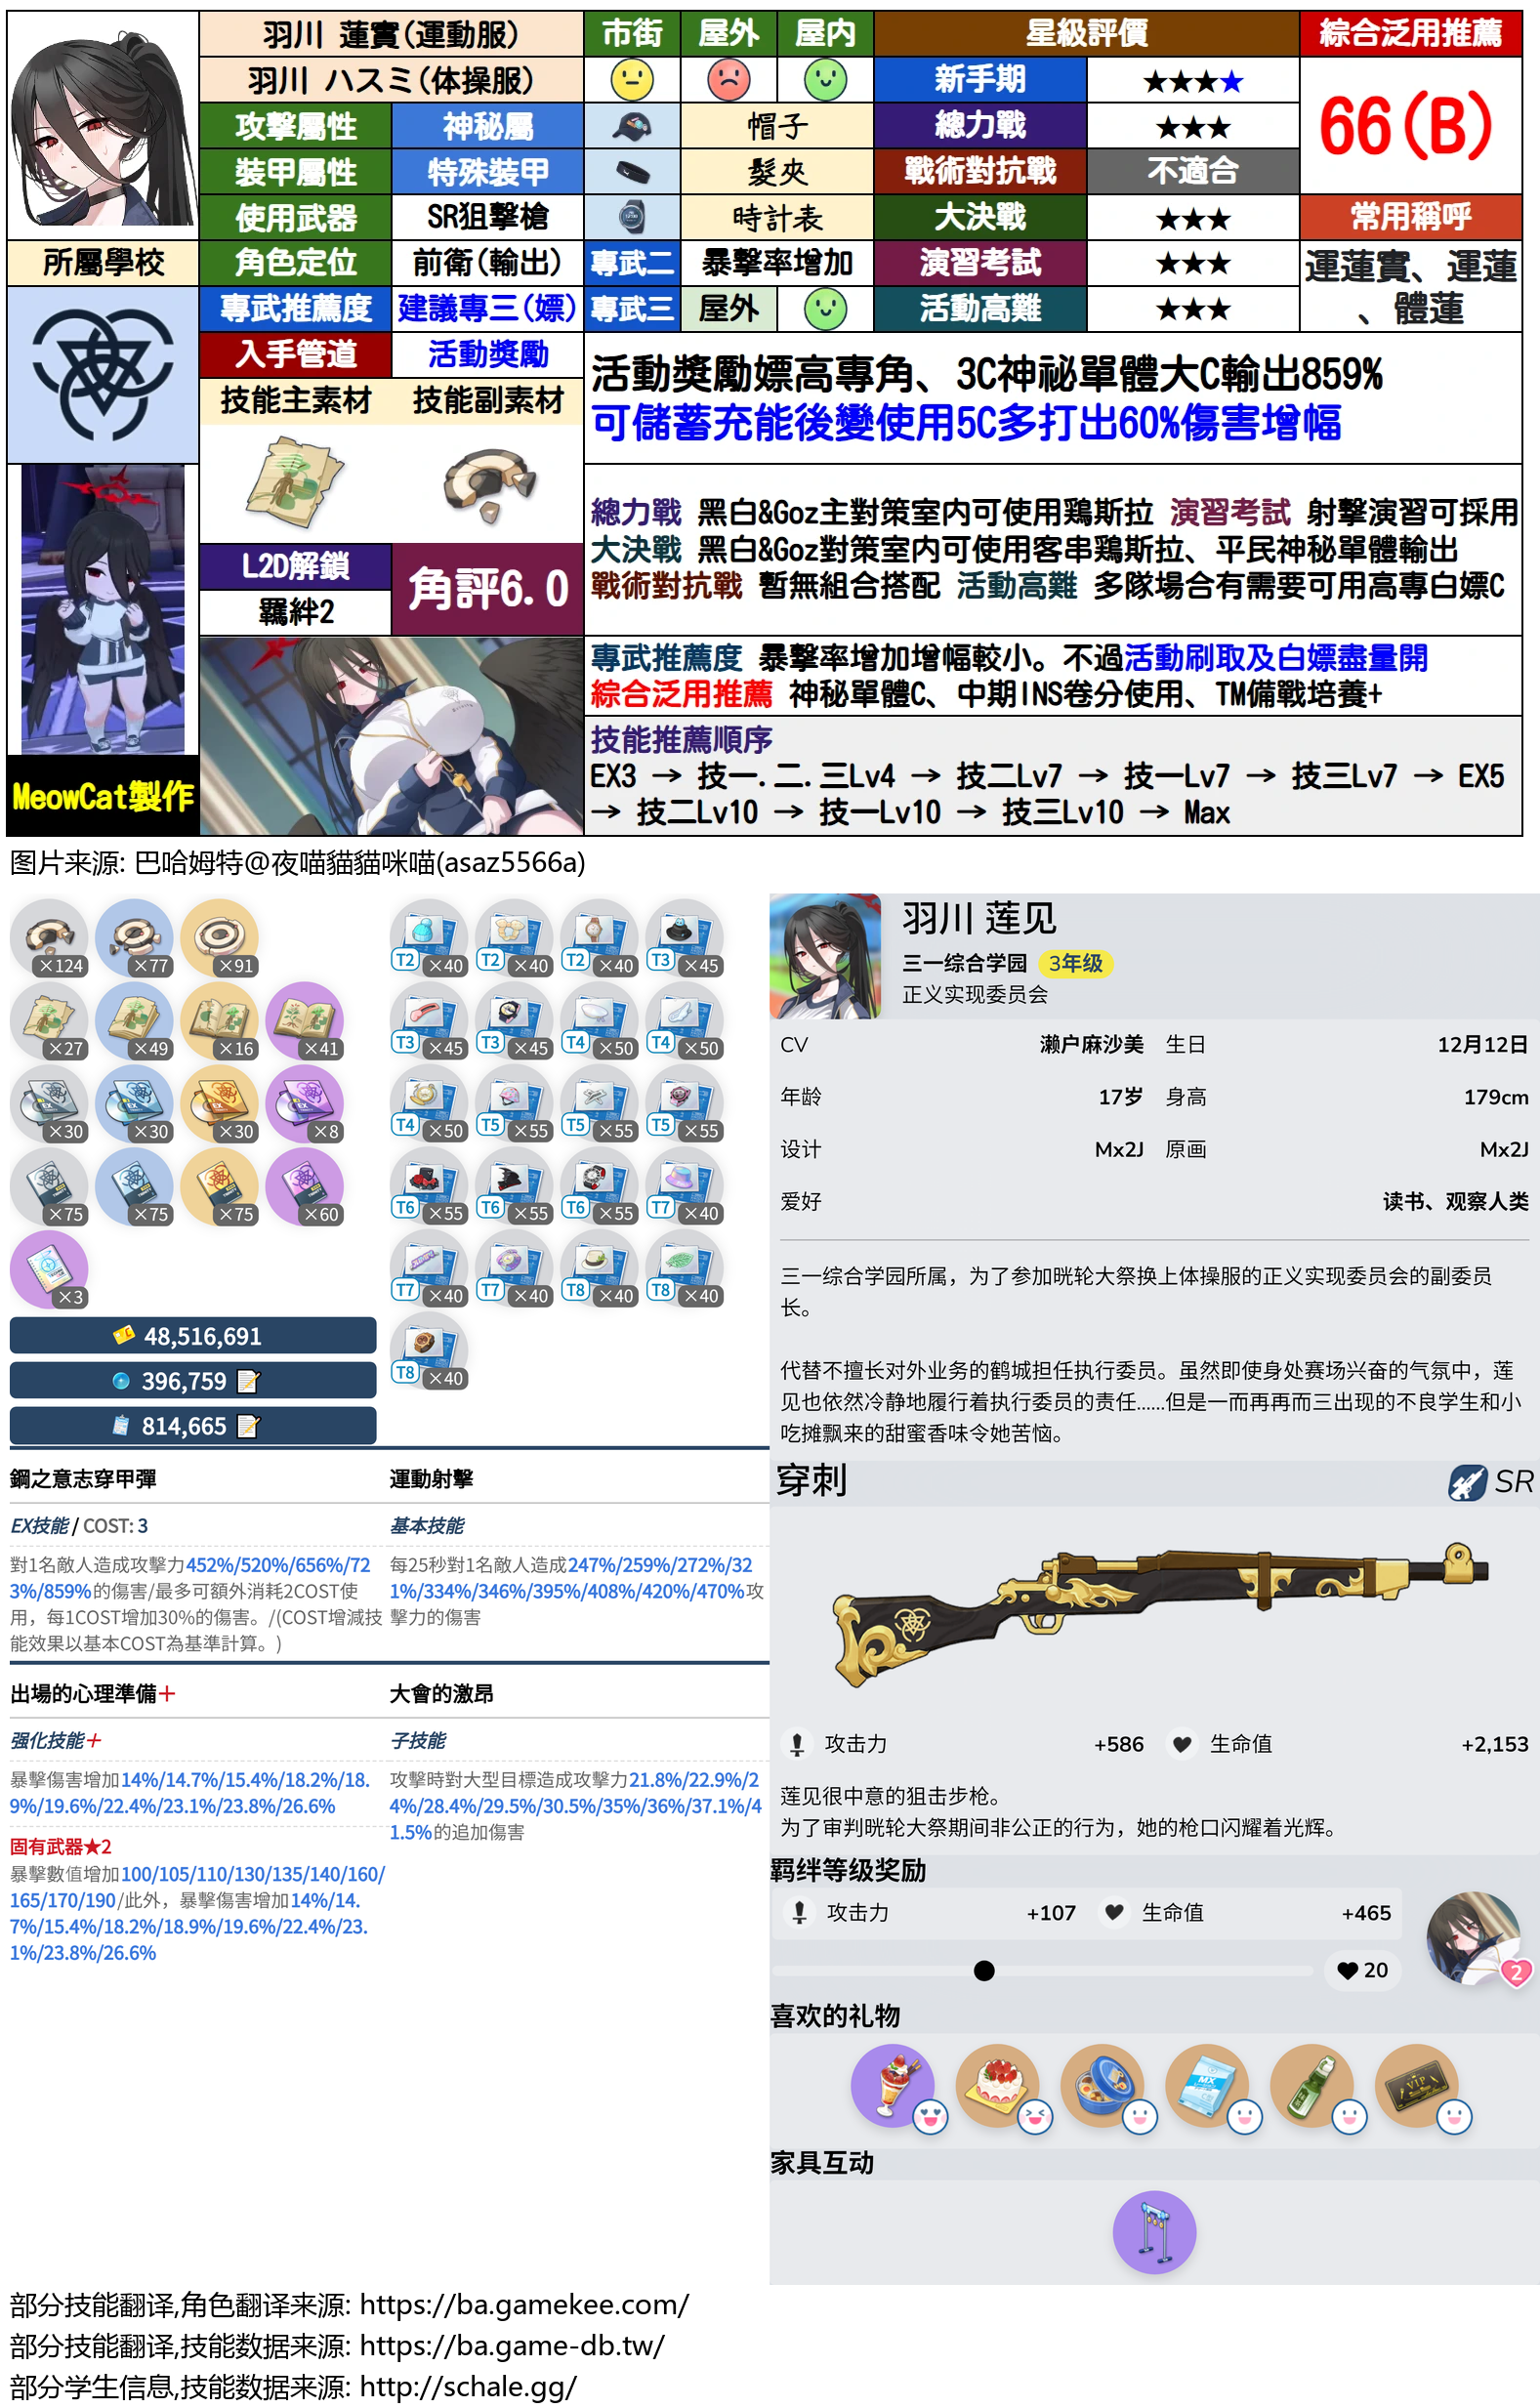 羽川 蓮實(運動服)
羽川 ハスミ(体操服)
市街 屋外 屋内
星級評價
綜合泛用推薦
新手期 ★★★★
66(B)
攻擊屬性 神秘屬
帽子
總力戰 ★★★
裝甲屬性 特殊裝甲
髮夾
戰術對抗戰 不適合
使用武器 SR狙擊槍
時計表
大決戰 ★★★
常用稱呼
所屬學校
角色定位 前衛(輸出)
專武二 暴擊率增加
演習考試 ★★★
運蓮實、運蓮
、體蓮
專武推薦度 建議專三(嫖)
專武三 屋外
活動高難 ★★★
入手管道 活動獎勵
技能主素材 技能副素材
活動獎勵嫖高專角、3C神祕單體大C輸出859%
可儲蓄充能後變使用5C多打出60%傷害增幅
L2D解鎖
羈絆2
角評6.0
總力戰 黑白&Goz主對策室内可使用鶏斯拉 演習考試 射擊演習可採用
大決戰 黑白&Goz對策室内可使用客串鶏斯拉、平民神秘單體輸出
戰術對抗戰 暫無組合搭配 活動高難 多隊場合有需要可用高專白嫖C
專武推薦度 暴擊率增加增幅較小。不過活動刷取及白嫖盡量開
綜合泛用推薦 神秘單體C、中期INS卷分使用、TM備戰培養+
技能推薦順序
EX3 → 技一.二.三Lv4 → 技二Lv7 → 技一Lv7 → 技三Lv7 → EX5
→ 技二Lv10 → 技一Lv10 → 技三Lv10 → Max
MeowCat製作
图片来源: 巴哈姆特@夜喵貓貓咪喵(asaz5566a)
×124 ×77 ×91
×27 ×49 ×16 ×41
×30 ×30 ×30 ×8
EX EX EX EX
×75 ×75 ×75 ×60
×3
48,516,691
396,759
814,665
T2 ×40 T2 ×40 T2 ×40 T3 ×45
T3 ×45 T3 ×45 T4 ×50 T4 ×50
T4 ×50 T5 ×55 T5 ×55 T5 ×55
T6 ×55 T6 ×55 T6 ×55 T7 ×40
T7 ×40 T7 ×40 T8 ×40 T8 ×40
T8 ×40
羽川 莲见
三一综合学园 3年级
正义实现委员会
CV 濑户麻沙美 生日 12月12日
年龄 17岁 身高 179cm
设计 Mx2J 原画 Mx2J
爱好 读书、观察人类
三一综合学园所属，为了参加晄轮大祭换上体操服的正义实现委员会的副委员
长。
代替不擅长对外业务的鹤城担任执行委员。虽然即使身处赛场兴奋的气氛中，莲
见也依然冷静地履行着执行委员的责任......但是一而再再而三出现的不良学生和小
吃摊飘来的甜蜜香味令她苦恼。
鋼之意志穿甲彈
EX技能 / COST: 3
對1名敵人造成攻擊力452%/520%/656%/72
3%/859%的傷害/最多可額外消耗2COST使
用，每1COST增加30%的傷害。/(COST增減技
能效果以基本COST為基準計算。)
運動射擊
基本技能
每25秒對1名敵人造成247%/259%/272%/32
1%/334%/346%/395%/408%/420%/470%攻
擊力的傷害
出場的心理準備+
强化技能+
暴擊傷害增加14%/14.7%/15.4%/18.2%/18.
9%/19.6%/22.4%/23.1%/23.8%/26.6%
固有武器★2
暴擊數值增加100/105/110/130/135/140/160/
165/170/190/此外，暴擊傷害增加14%/14.
7%/15.4%/18.2%/18.9%/19.6%/22.4%/23.
1%/23.8%/26.6%
大會的激昂
子技能
攻擊時對大型目標造成攻擊力21.8%/22.9%/2
4%/28.4%/29.5%/30.5%/35%/36%/37.1%/4
1.5%的追加傷害
穿刺 SR
攻击力 +586 生命值 +2,153
莲见很中意的狙击步枪。
为了审判晄轮大祭期间非公正的行为，她的枪口闪耀着光辉。
羁绊等级奖励
攻击力 +107 生命值 +465
20
2
喜欢的礼物
MX
VIP
家具互动
部分技能翻译,角色翻译来源: https://ba.gamekee.com/
部分技能翻译,技能数据来源: https://ba.game-db.tw/
部分学生信息,技能数据来源: http://schale.gg/